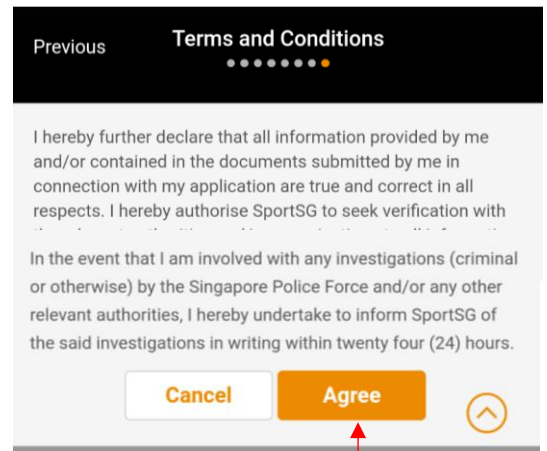 Previous
Terms and Conditions
I hereby further declare that all information provided by me
and/or contained in the documents submitted by me in
connection with my application are true and correct in all
respects. I hereby authorise SportSG to seek verification with
In the event that I am involved with any investigations (criminal
or otherwise) by the Singapore Police Force and/or any other
relevant authorities, I hereby undertake to inform SportSG of
the said investigations in writing within twenty four (24) hours.
Cancel
Agree